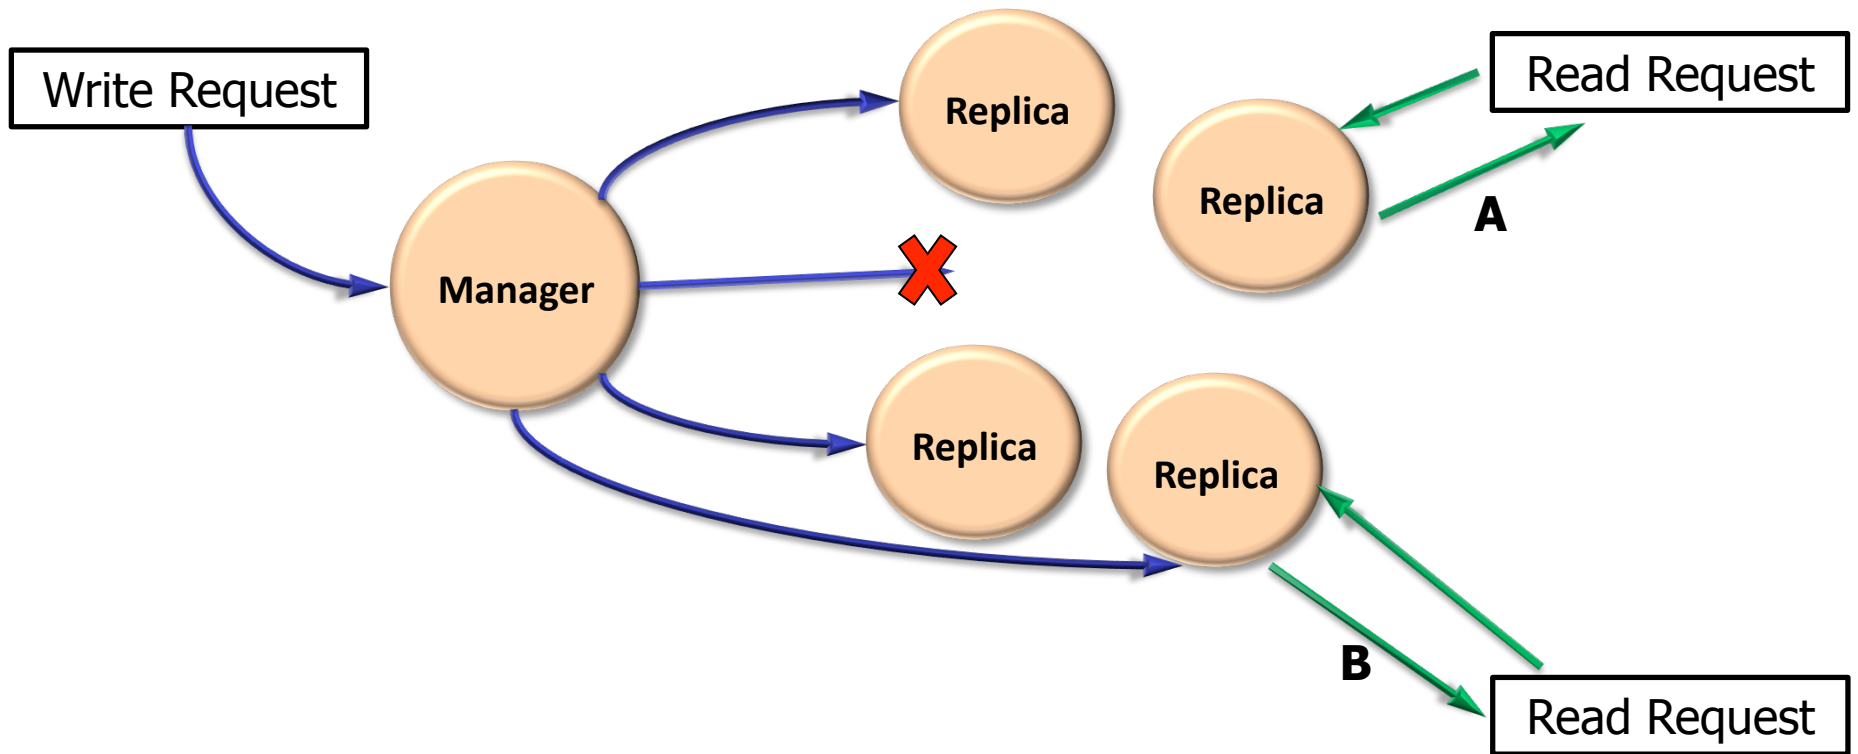 Write Request
Replica
Read Request
Replica
A
Manager
Replica
Replica
B
Read Request